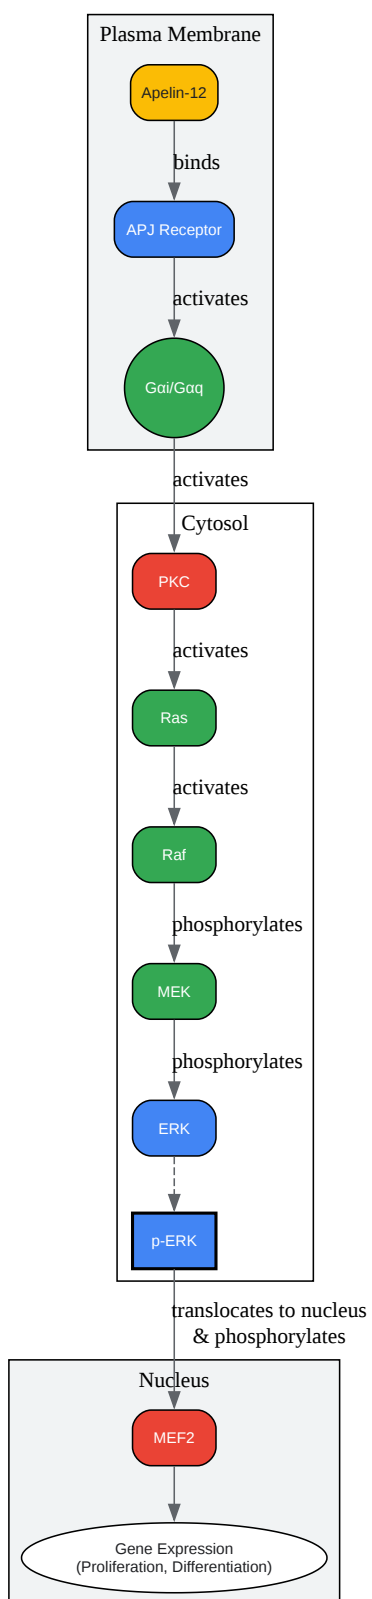 Plasma Membrane
Apelin-12
binds
APJ Receptor
activates
Gαi/Gαq
activates
Cytosol
PKC
activates
Ras
activates
Raf
phosphorylates
MEK
phosphorylates
ERK
p-ERK
translocates to nucleus
& phosphorylates
Nucleus
MEF2
Gene Expression
(Proliferation, Differentiation)